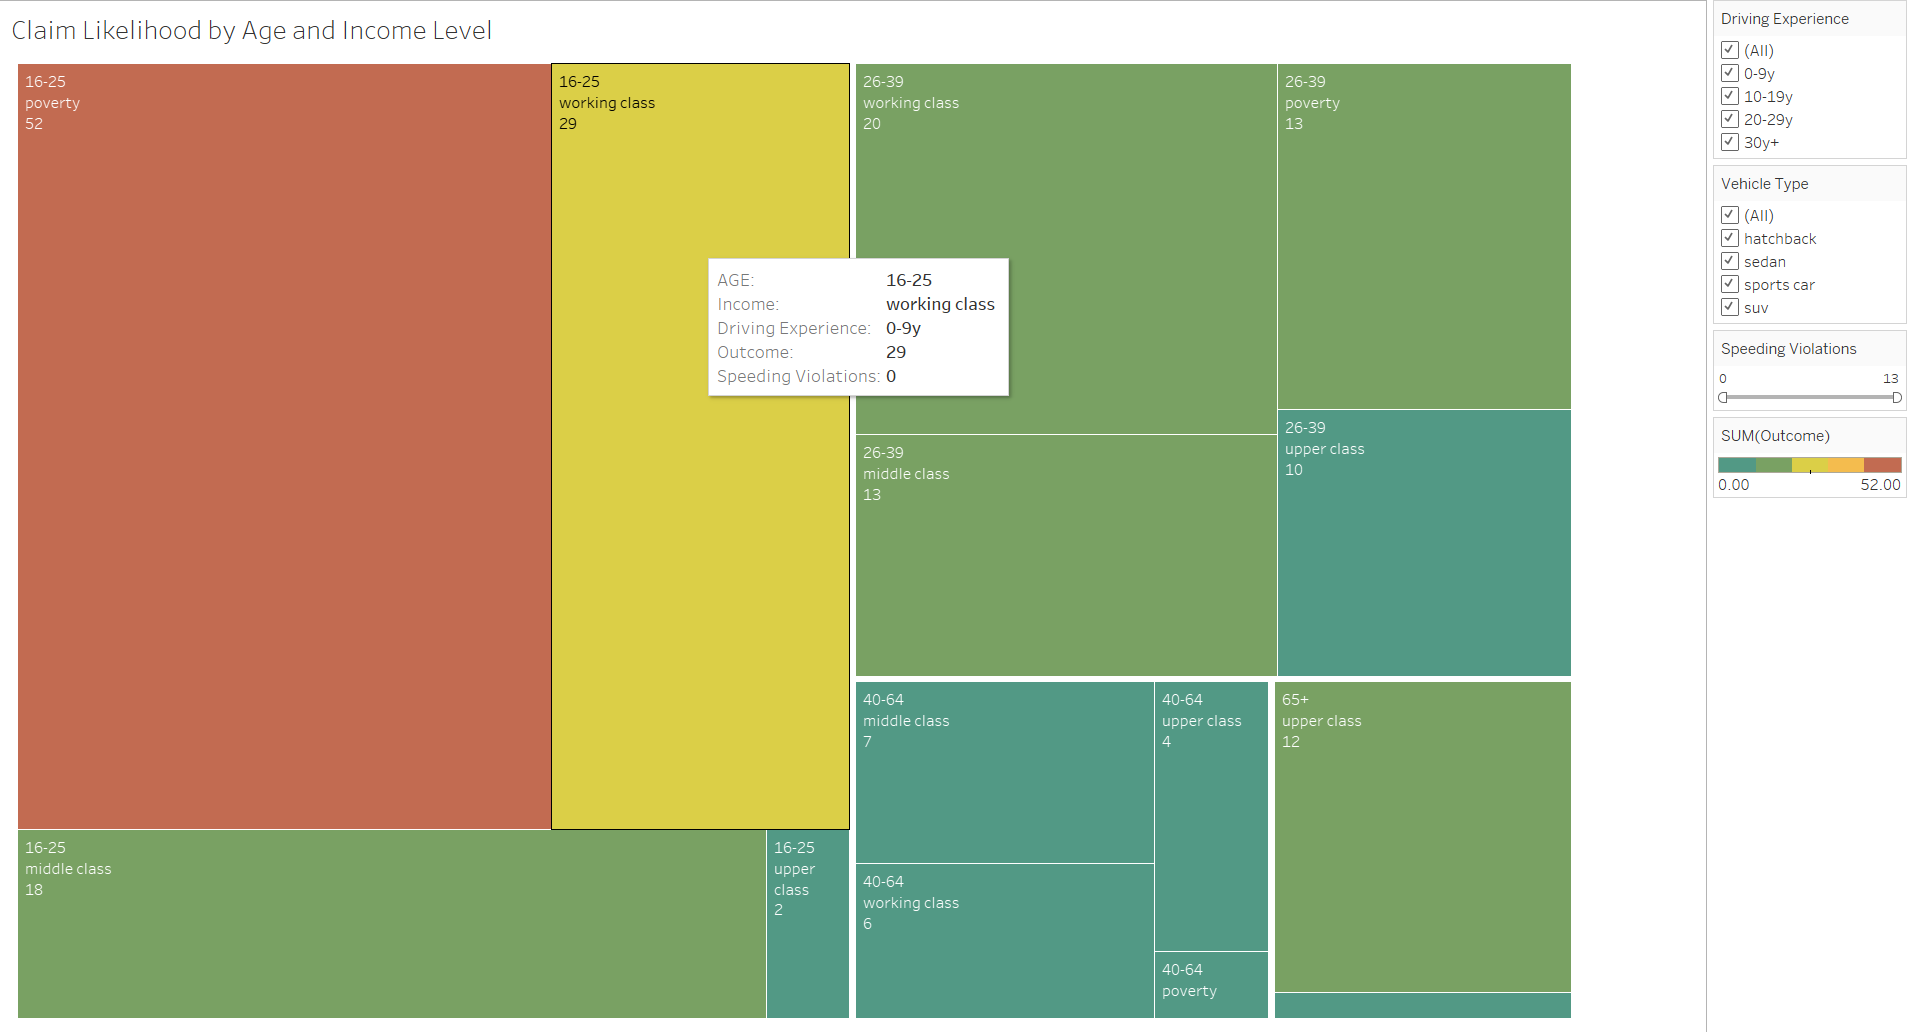 Claim Likelihood by Age and Income Level
16-25
poverty
52
16-25
working class
29
26-39
working class
20
26-39
poverty
13
AGE: 16-25
Income: working class
Driving Experience: 0-9y
Outcome: 29
Speeding Violations: 0
26-39
middle class
13
26-39
upper class
10
40-64
middle class
7
40-64
upper class
4
65+
upper class
12
16-25
middle class
18
16-25
upper
class
2
40-64
working class
6
40-64
poverty
Driving Experience
(All)
0-9y
10-19y
20-29y
30y+
Vehicle Type
(All)
hatchback
sedan
sports car
suv
Speeding Violations
0 13
SUM(Outcome)
0.00 52.00